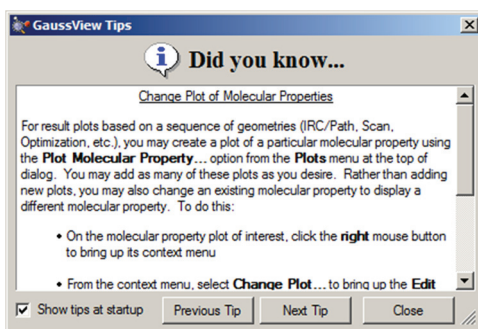 GaussView Tips
Did you know...
Change Plot of Molecular Properties
For result plots based on a sequence of geometries (IRC/Path, Scan,
Optimization, etc.), you may create a plot of a particular molecular property using
the Plot Molecular Property... option from the Plots menu at the top of
dialog. You may add as many of these plots as you desire. Rather than adding
new plots, you may also change an existing molecular property to display a
different molecular property. To do this:
• On the molecular property plot of interest, click the right mouse button
to bring up its context menu
• From the context menu, select Change Plot... to bring up the Edit
Show tips at startup
Previous Tip
Next Tip
Close